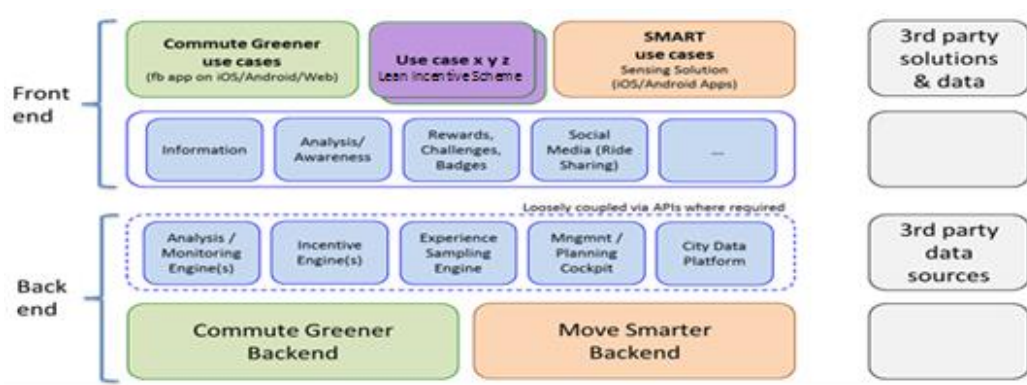 Commute Greener
use cases
(fb app on iOS/Android/Web)
Use case x y z
Lean Incentive Scheme
SMART
use cases
Sensing Solution
(iOS/Android Apps)
3rd party
solutions
& data
Front
end
Information
Analysis/
Awareness
Rewards,
Challenges,
Badges
Social
Media (Ride
Sharing)
...
Loosely coupled via APIs where required
Back
end
Analysis /
Monitoring
Engine(s)
Incentive
Engine(s)
Experience
Sampling
Engine
Mngmnt /
Planning
Cockpit
City Data
Platform
3rd party
data
sources
Commute Greener
Backend
Move Smarter
Backend